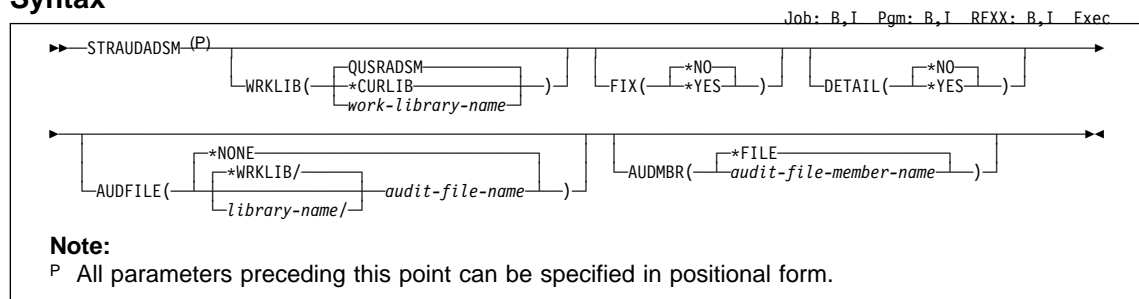 Syntax
Job: B,I Pgm: B,I REXX: B,I Exec
STRAUDADSM (P)
QUSRADSM *NO *NO
WRKLIB( *CURLIB ) FIX( *YES ) DETAIL( *YES )
work-library-name
*NONE *FILE
*WRKLIB/ AUDMBR( audit-file-member-name )
AUDFILE( audit-file-name )
library-name/
Note:
P All parameters preceding this point can be specified in positional form.